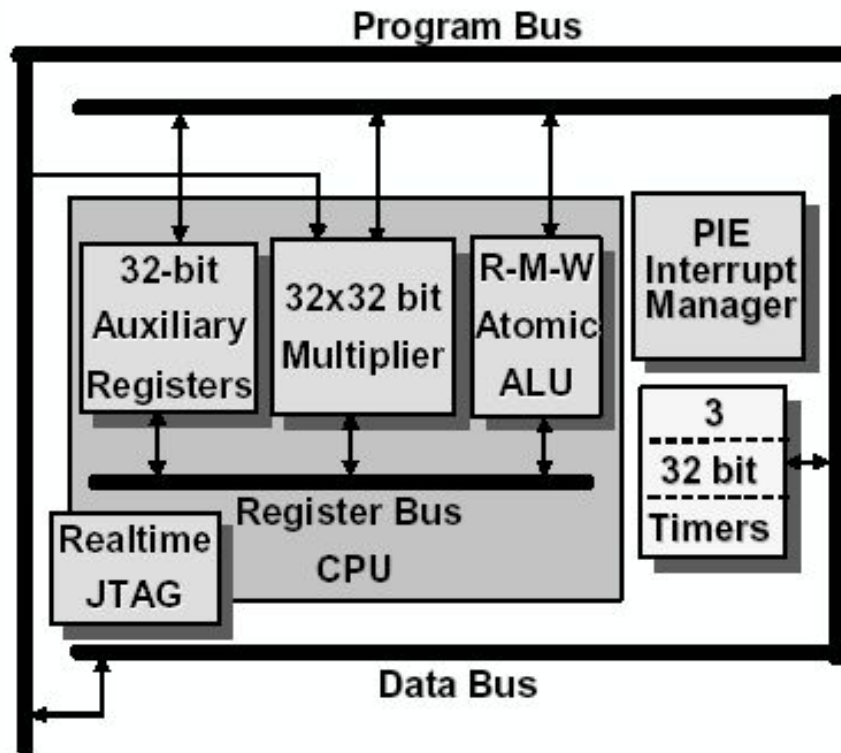 Program Bus
32-bit
Auxiliary
Registers
32x32 bit
Multiplier
R-M-W
Atomic
ALU
PIE
Interrupt
Manager
3
32 bit
Timers
Register Bus
CPU
Realtime
JTAG
Data Bus